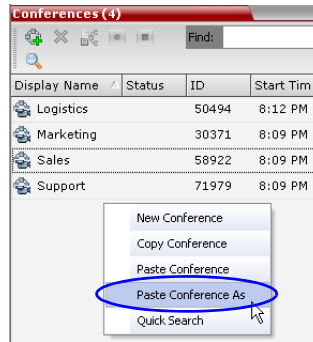 Conferences (4)
Find:
Display Name Status ID Start Tim
Logistics 50494 8:12 PM
Marketing 30371 8:09 PM
Sales 58922 8:09 PM
Support 71979 8:09 PM
New Conference
Copy Conference
Paste Conference
Paste Conference As
Quick Search